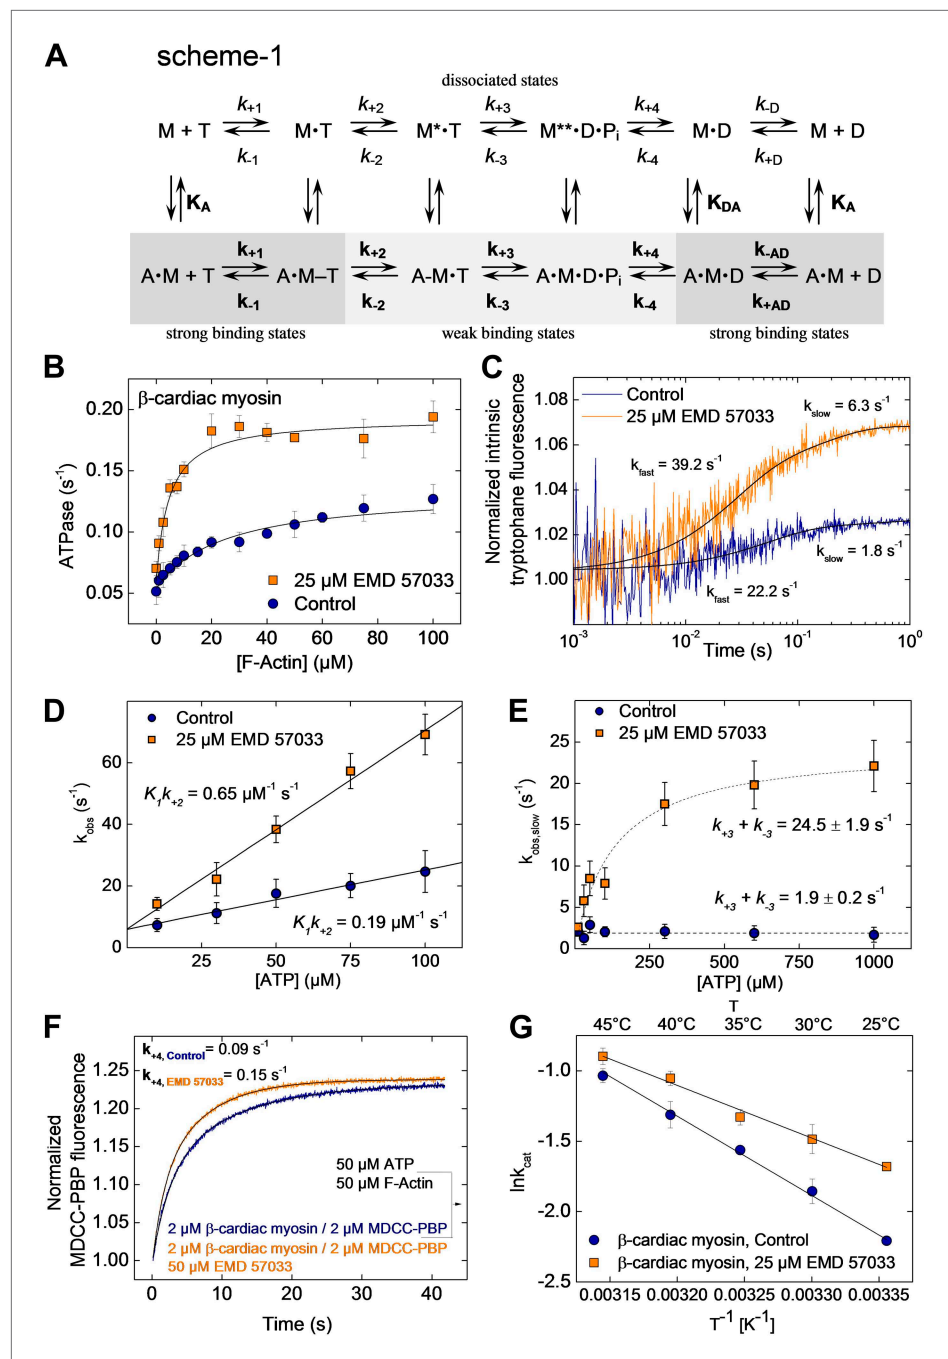 A
scheme-1
dissociated states
k+1 k+2 k+3 k+4 k-D
M + T M•T M*•T M**•D•Pi M•D M + D
k-1 k-2 k-3 k-4 k+D
KA KDA KA
k+1 k+2 k+3 k+4 k-AD
A•M + T A•M–T A-M•T A•M•D•Pi A•M•D A•M + D
k-1 k-2 k-3 k-4 k+AD
strong binding states weak binding states strong binding states
B
β-cardiac myosin
ATPase (s-1)
0.20
0.15
0.10
0.05
25 µM EMD 57033
Control
0 20 40 60 80 100
[F-Actin] (µM)
C
Normalized intrinsic
tryptophane fluorescence
Control
25 µM EMD 57033
kslow = 6.3 s-1
kfast = 39.2 s-1
kslow = 1.8 s-1
kfast = 22.2 s-1
1.06
1.04
1.02
1.00
10-3 10-2 10-1 100
Time (s)
D
Control
25 µM EMD 57033
kobs (s-1)
60
40
20
0
K1k+2 = 0.65 µM-1 s-1
K1k+2 = 0.19 µM-1 s-1
25 50 75 100
[ATP] (µM)
E
Control
25 µM EMD 57033
kobs,slow (s-1)
25
20
15
10
5
0
k+3 + k-3 = 24.5 ± 1.9 s-1
k+3 + k-3 = 1.9 ± 0.2 s-1
250 500 750 1000
[ATP] (µM)
F
Normalized
MDCC-PBP fluorescence
k+4, Control = 0.09 s-1
k+4, EMD 57033 = 0.15 s-1
1.25
1.20
1.15
1.10
1.05
1.00
50 µM ATP
50 µM F-Actin
2 µM β-cardiac myosin / 2 µM MDCC-PBP
2 µM β-cardiac myosin / 2 µM MDCC-PBP
50 µM EMD 57033
0 10 20 30 40
Time (s)
G
T
45°C 40°C 35°C 30°C 25°C
lnkcat
-1.0
-1.5
-2.0
-2.5
β-cardiac myosin, Control
β-cardiac myosin, 25 µM EMD 57033
0.00315 0.00320 0.00325 0.00330 0.00335
T-1 [K-1]